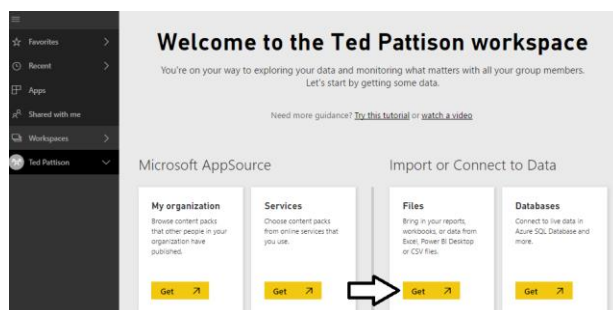 Favorites
Recent
Apps
Shared with me
Workspaces
Ted Pattison
Welcome to the Ted Pattison workspace
You're on your way to exploring your data and monitoring what matters with all your group members.
Let's start by getting some data.
Need more guidance? Try this tutorial or watch a video
Microsoft AppSource
Import or Connect to Data
My organization
Browse content packs
that other people in your
organization have
published.
Get
Services
Choose content packs
from online services that
you use.
Get
Files
Bring in your reports,
workbooks, or data from
Excel, Power BI Desktop
or CSV files.
Get
Databases
Connect to live data in
Azure SQL Database and
more.
Get